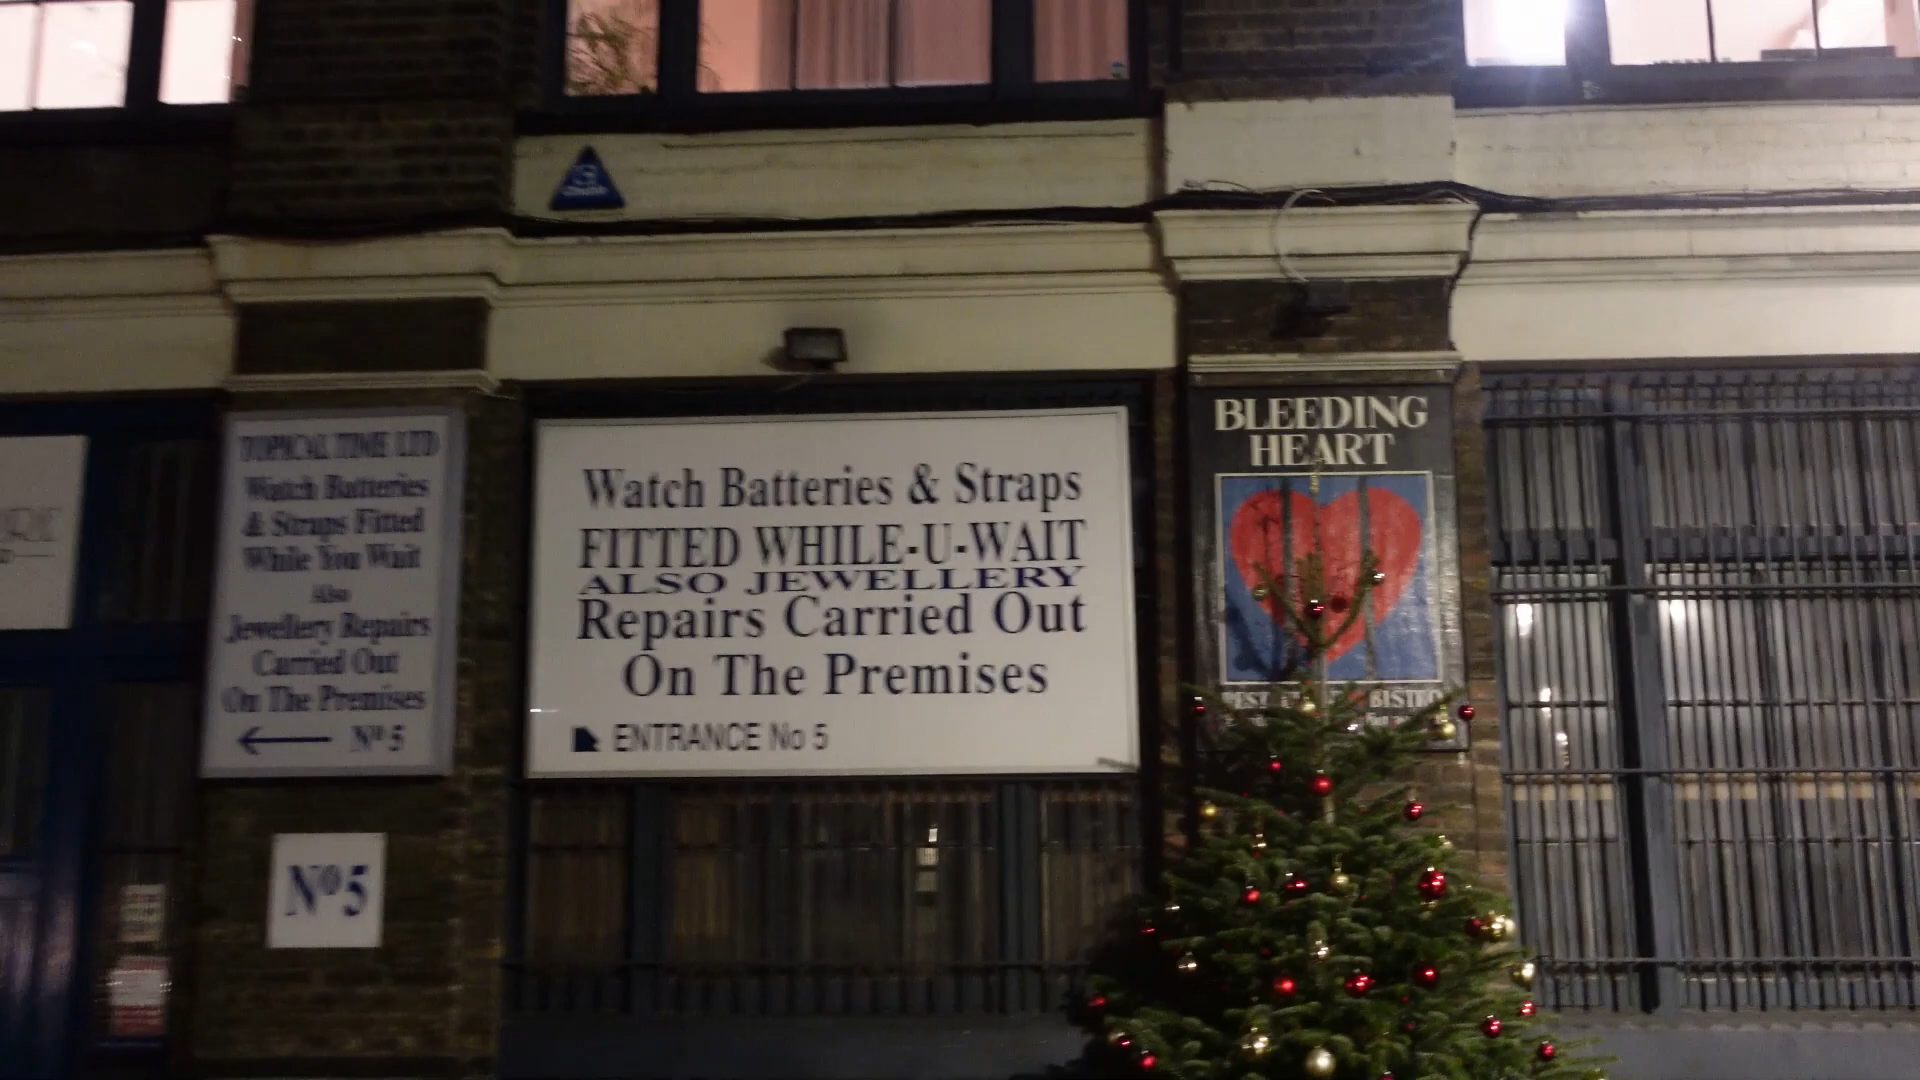 TOPICAL TIME LTD
Watch Batteries
& Straps Fitted
While You Wait
Also
Jewellery Repairs
Carried Out
On The Premises
Nº5
Nº5
Watch Batteries & Straps
FITTED WHILE-U-WAIT
ALSO JEWELLERY
Repairs Carried Out
On The Premises
ENTRANCE No 5
BLEEDING
HEART
BISTRO